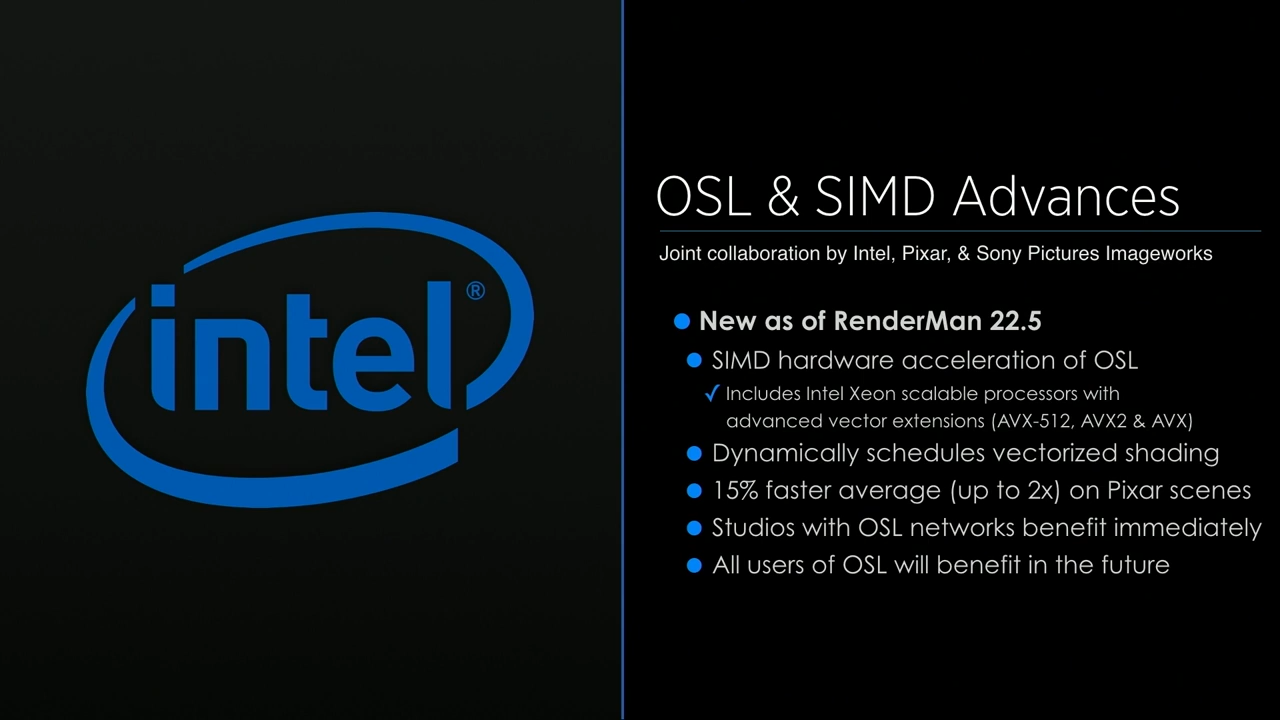 intel®
OSL & SIMD Advances
Joint collaboration by Intel, Pixar, & Sony Pictures Imageworks
● New as of RenderMan 22.5
● SIMD hardware acceleration of OSL
✓ Includes Intel Xeon scalable processors with
advanced vector extensions (AVX-512, AVX2 & AVX)
● Dynamically schedules vectorized shading
● 15% faster average (up to 2x) on Pixar scenes
● Studios with OSL networks benefit immediately
● All users of OSL will benefit in the future